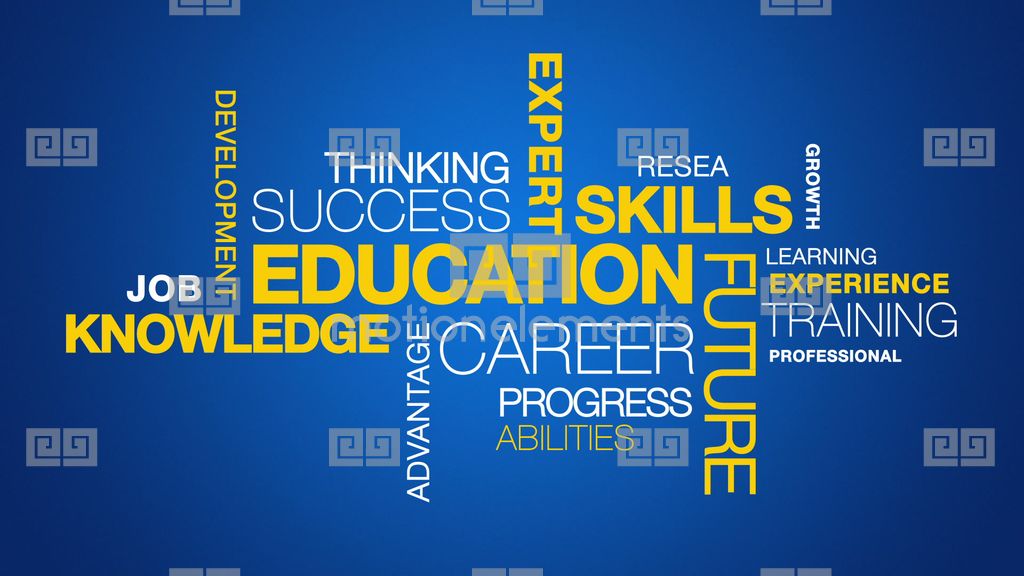 EXPERT
DEVELOPMENT
THINKING
RESEA
GROWTH
SUCCESS
SKILLS
EDUCATION
LEARNING
JOB
EXPERIENCE
KNOWLEDGE
FUTURE
TRAINING
motionelements
ADVANTAGE
CAREER
PROFESSIONAL
PROGRESS
ABILITIES